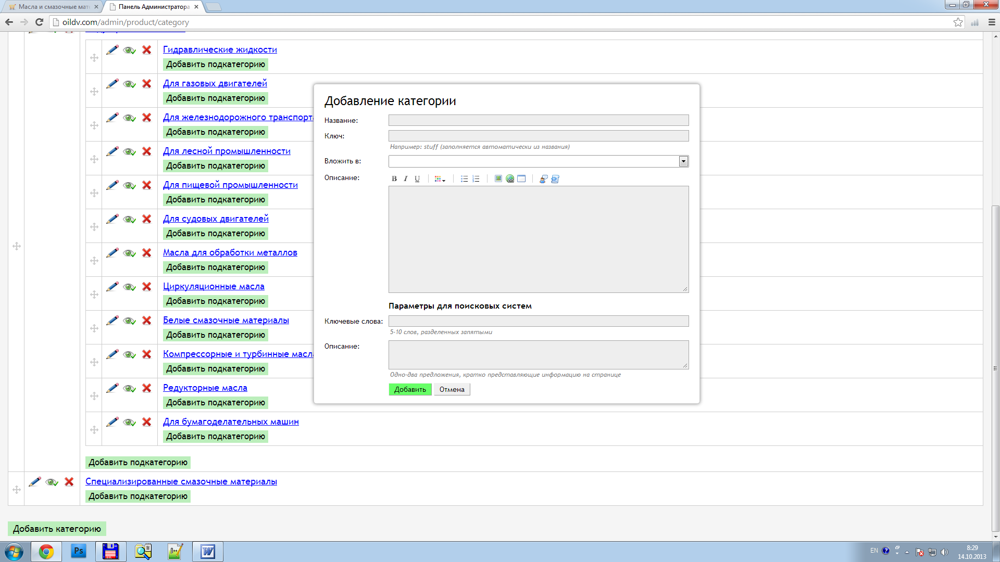 Масла и смазочные мат
Панель Администратора
oildv.com/admin/product/category
Гидравлические жидкости
Добавить подкатегорию
Для газовых двигателей
Добавить подкатегорию
Для железнодорожного транспорта
Добавить подкатегорию
Для лесной промышленности
Добавить подкатегорию
Для пищевой промышленности
Добавить подкатегорию
Для судовых двигателей
Добавить подкатегорию
Масла для обработки металлов
Добавить подкатегорию
Циркуляционные масла
Добавить подкатегорию
Белые смазочные материалы
Добавить подкатегорию
Компрессорные и турбинные масла
Добавить подкатегорию
Редукторные масла
Добавить подкатегорию
Для бумагоделательных машин
Добавить подкатегорию
Добавить подкатегорию
Специализированные смазочные материалы
Добавить подкатегорию
Добавить категорию
Добавление категории
Название:
Ключ:
Например: stuff (заполняется автоматически из названия)
Вложить в:
Описание:
B I U
Параметры для поисковых систем
Ключевые слова:
5-10 слов, разделенных запятыми
Описание:
Одно-два предложения, кратко представляющие информацию на странице
Добавить Отмена
Ps
W
EN
8:29
14.10.2013